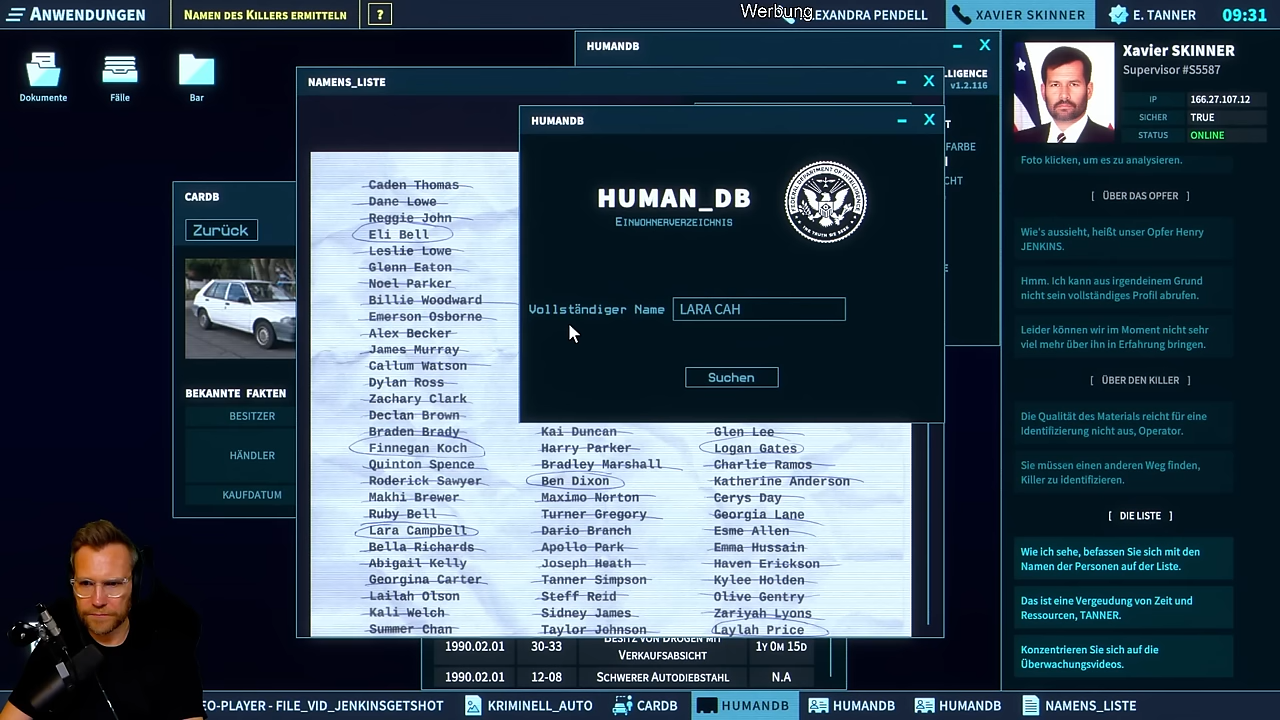 ANWENDUNGEN
NAMEN DES KILLERS ERMITTELN
?
Werbung
ALEXANDRA PENDELL
XAVIER SKINNER
E. TANNER
09:31
Dokumente
Fälle
Bar
HUMANDB
LLIGENCE
v1.2.116
T
FARBE
CHT
NAMENS_LISTE
HUMANDB
HUMAN_DB
EINWOHNERVERZEICHNIS
Vollständiger Name
LARA CAH
Suchen
CARDB
Zurück
BEKANNTE FAKTEN
BESITZER
HÄNDLER
KAUFDATUM
Caden Thomas
Dane Lowe
Reggie John
Eli Bell
Leslie Lowe
Glenn Eaton
Noel Parker
Billie Woodward
Emerson Osborne
Alex Becker
James Murray
Callum Watson
Dylan Ross
Zachary Clark
Declan Brown
Braden Brady
Finnegan Koch
Quinton Spence
Roderick Sawyer
Makhi Brewer
Ruby Bell
Lara Campbell
Bella Richards
Abigail Kelly
Georgina Carter
Lailah Olson
Kali Welch
Summer Chan
Kai Duncan
Harry Parker
Bradley Marshall
Ben Dixon
Maximo Norton
Turner Gregory
Dario Branch
Apollo Park
Joseph Heath
Tanner Simpson
Steff Reid
Sidney James
Taylor Johnson
Glen Lee
Logan Gates
Charlie Ramos
Katherine Anderson
Cerys Day
Georgia Lane
Esme Allen
Emma Hussain
Haven Erickson
Kylee Holden
Olive Gentry
Zariyah Lyons
Laylah Price
1990.02.01
30-33
BESITZ VON DROGEN MIT
VERKAUFSABSICHT
1Y 0M 15D
1990.02.01
12-08
SCHWERER AUTODIEBSTAHL
N.A
Xavier SKINNER
Supervisor #S5587
IP
166.27.107.12
SICHER
TRUE
STATUS
ONLINE
Foto klicken, um es zu analysieren.
[ ÜBER DAS OPFER ]
Wie's aussieht, heißt unser Opfer Henry
JENKINS.
Hmm. Ich kann aus irgendeinem Grund
nicht sein vollständiges Profil abrufen.
Leider können wir im Moment nicht sehr
viel mehr über ihn in Erfahrung bringen.
[ ÜBER DEN KILLER ]
Die Qualität des Materials reicht für eine
Identifizierung nicht aus, Operator.
Sie müssen einen anderen Weg finden,
Killer zu identifizieren.
[ DIE LISTE ]
Wie ich sehe, befassen Sie sich mit den
Namen der Personen auf der Liste.
Das ist eine Vergeudung von Zeit und
Ressourcen, TANNER.
Konzentrieren Sie sich auf die
Überwachungsvideos.
EO-PLAYER - FILE_VID_JENKINSGETSHOT
KRIMINELL_AUTO
CARDB
HUMANDB
HUMANDB
HUMANDB
NAMENS_LISTE